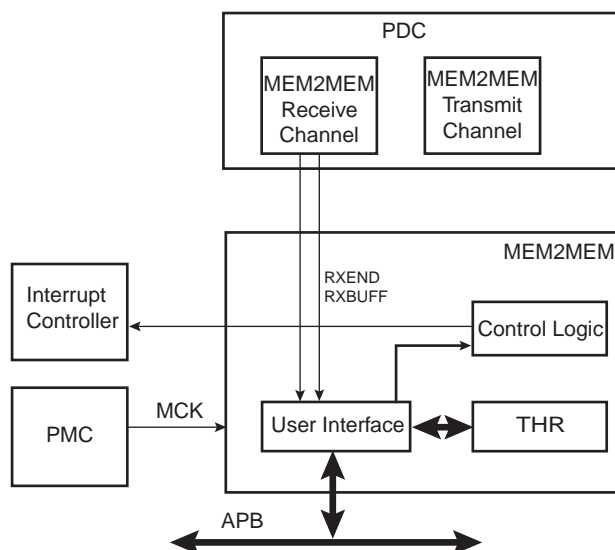 PDC
MEM2MEM
Receive
Channel
MEM2MEM
Transmit
Channel
MEM2MEM
RXEND
RXBUFF
Interrupt
Controller
Control Logic
MCK
PMC
User Interface
THR
APB